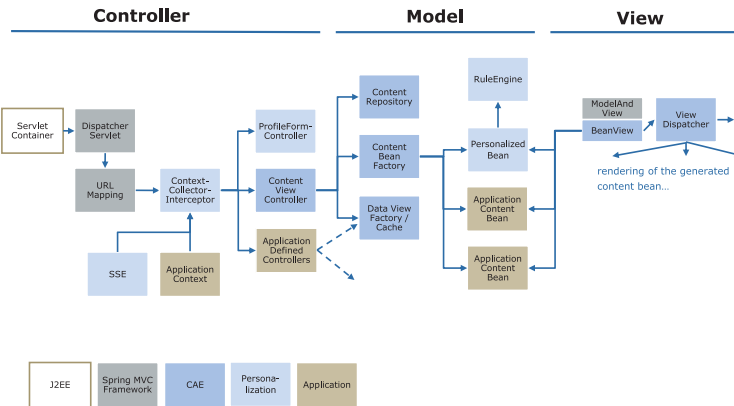 Controller
Model
View
Servlet
Container
Dispatcher
Servlet
URL
Mapping
Context-
Collector-
Interceptor
SSE
Application
Context
ProfileForm-
Controller
Content
View
Controller
Application
Defined
Controllers
Content
Repository
Content
Bean
Factory
Data View
Factory /
Cache
RuleEngine
Personalized
Bean
Application
Content
Bean
Application
Content
Bean
ModelAnd
View
BeanView
View
Dispatcher
rendering of the generated
content bean...
J2EE
Spring MVC
Framework
CAE
Persona-
lization
Application